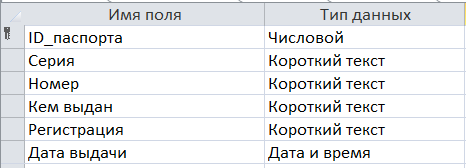 Имя поля Тип данных
ID_паспорта Числовой
Серия Короткий текст
Номер Короткий текст
Кем выдан Короткий текст
Регистрация Короткий текст
Дата выдачи Дата и время